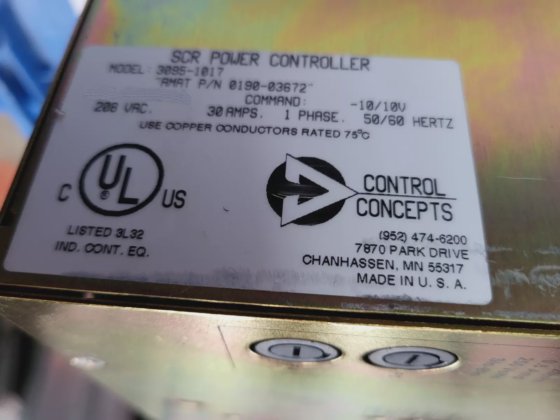 SCR POWER CONTROLLER
MODEL: 3095-1017
"AMAT P/N 0190-03672"
COMMAND: -10/10V
208 VAC. 30 AMPS. 1 PHASE. 50/60 HERTZ
USE COPPER CONDUCTORS RATED 75°C
C UL ® US
LISTED 3L32
IND. CONT. EQ.
CONTROL
CONCEPTS
(952) 474-6200
7870 PARK DRIVE
CHANHASSEN, MN 55317
MADE IN U.S.A.